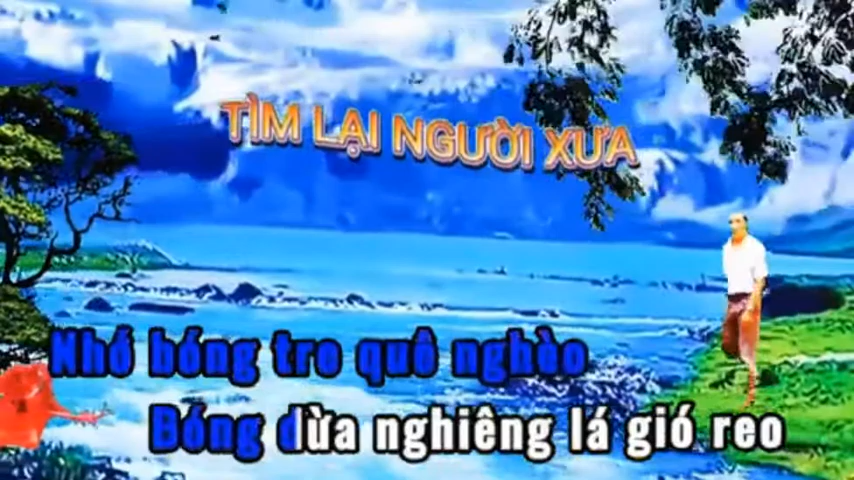 TÌM LẠI NGƯỜI XƯA
Nhớ bóng tre quê nghèo
Bóng dừa nghiêng lá gió reo